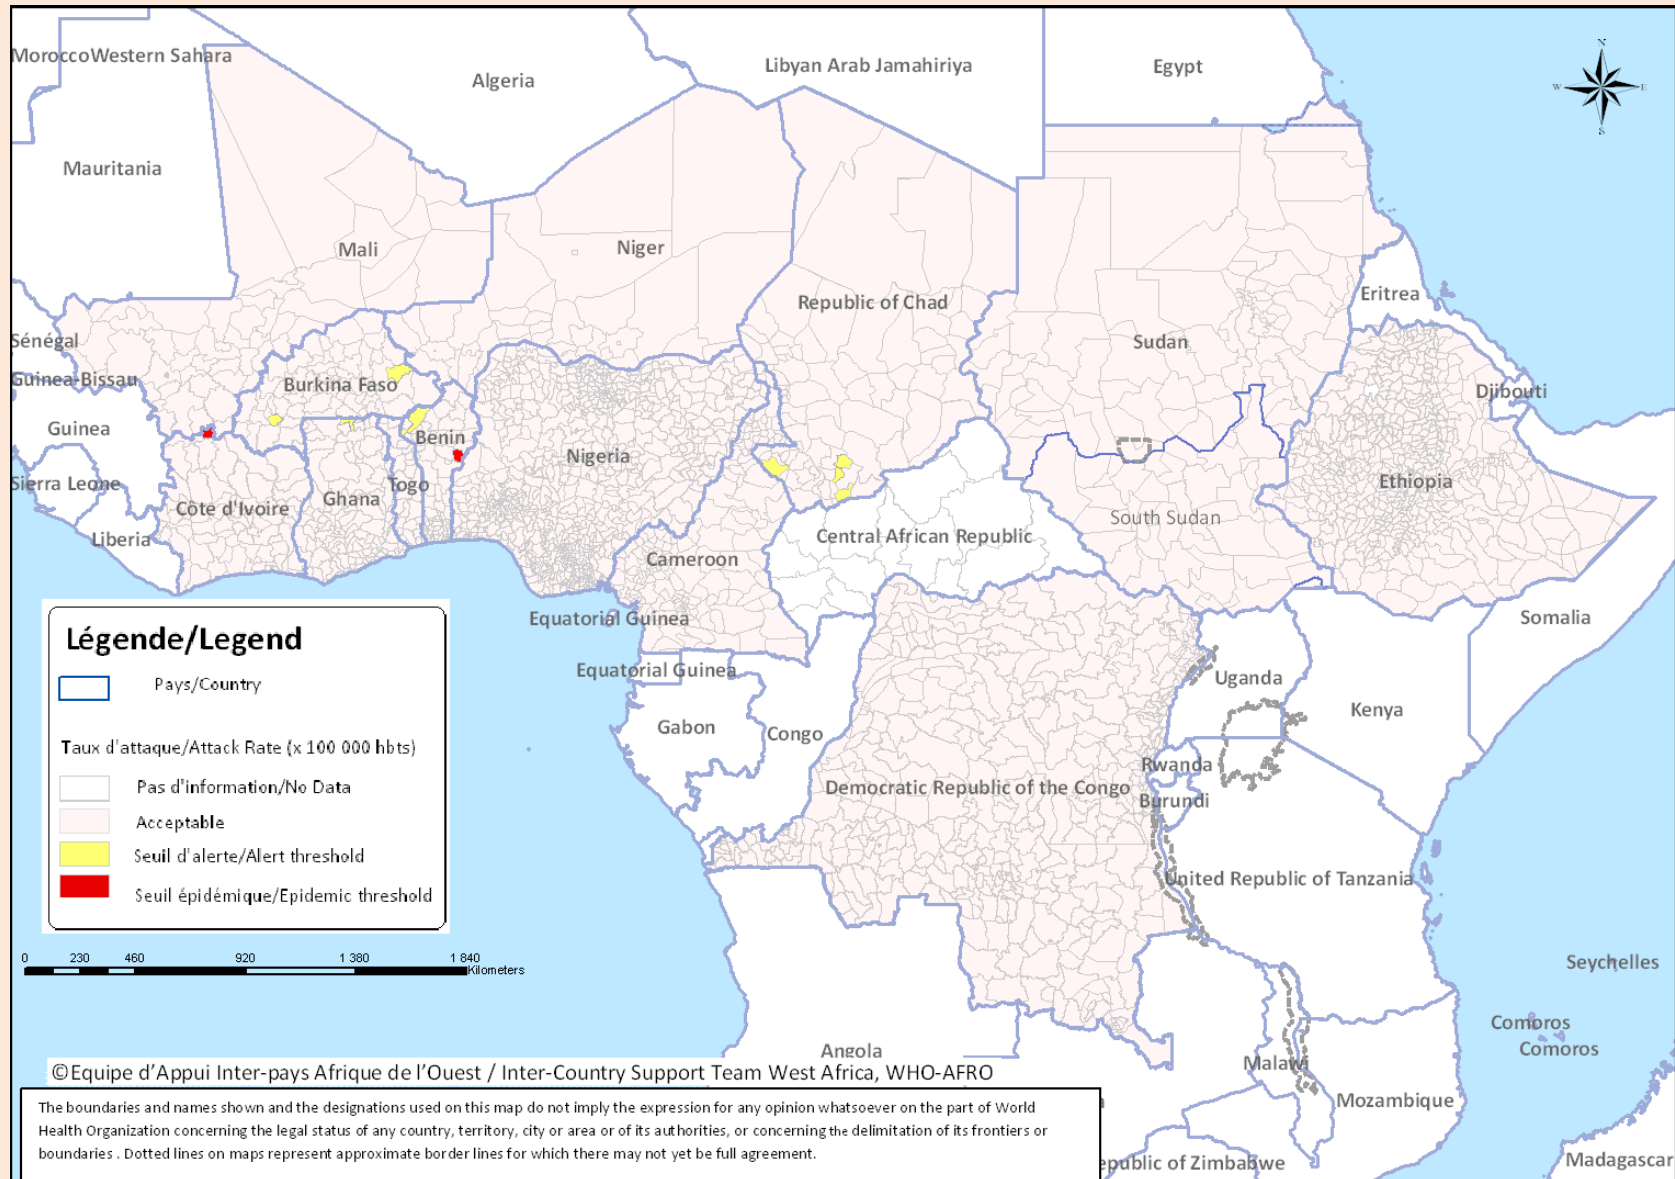 Morocco
Western Sahara
Algeria
Libyan Arab Jamahiriya
Egypt
N
W
E
S
Mauritania
Mali
Niger
Republic of Chad
Sudan
Eritrea
Sénégal
Guinea-Bissau
Burkina Faso
Djibouti
Guinea
Benin
Nigeria
Sierra Leone
Togo
Ghana
Côte d'Ivoire
Ethiopia
South Sudan
Liberia
Central African Republic
Cameroon
Equatorial Guinea
Somalia
Equatorial Guinea
Uganda
Gabon
Congo
Kenya
Rwanda
Democratic Republic of the Congo
Burundi
United Republic of Tanzania
Seychelles
Comoros
Comoros
Angola
Malawi
Mozambique
epublic of Zimbabwe
Madagascar
Légende/Legend
Pays/Country
Taux d'attaque/Attack Rate (x 100 000 hbts)
Pas d'information/No Data
Acceptable
Seuil d'alerte/Alert threshold
Seuil épidémique/Epidemic threshold
0 230 460 920 1 380 1 840
Kilometers
©Equipe d'Appui Inter-pays Afrique de l'Ouest / Inter-Country Support Team West Africa, WHO-AFRO
The boundaries and names shown and the designations used on this map do not imply the expression for any opinion whatsoever on the part of World
Health Organization concerning the legal status of any country, territory, city or area or of its authorities, or concerning the delimitation of its frontiers or
boundaries . Dotted lines on maps represent approximate border lines for which there may not yet be full agreement.